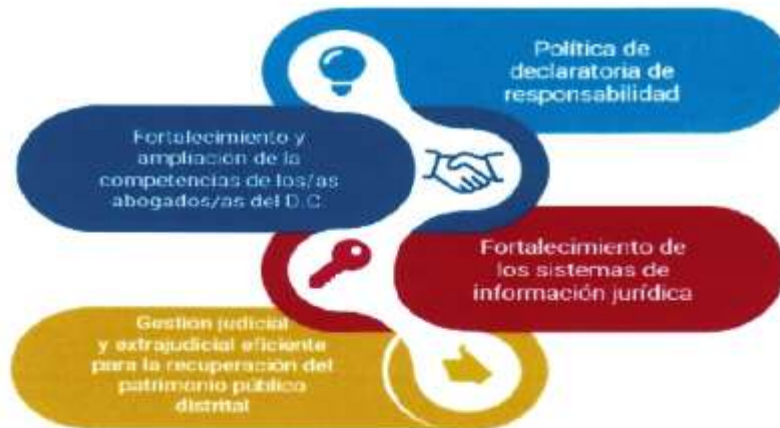 Política de
declaratoria de
responsabilidad
Fortalecimiento y
ampliación de la
competencias de los/as
abogados/as del D.C.
Fortalecimiento de
los sistemas de
información jurídica
Gestión judicial
y extrajudicial eficiente
para la recuperación del
patrimonio público
distrital